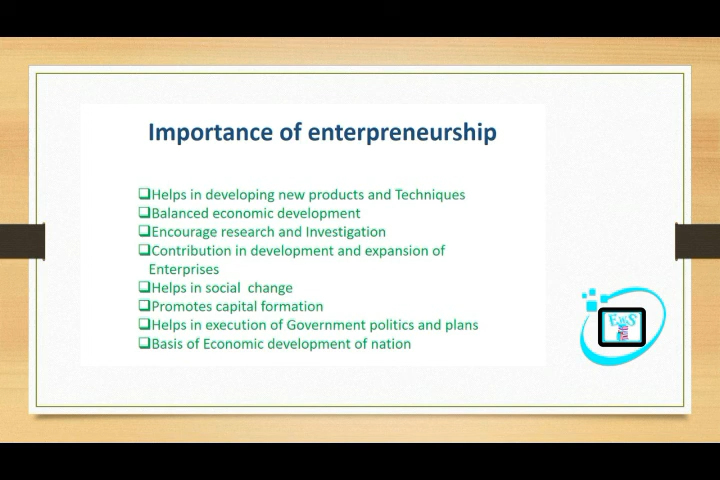 Importance of enterpreneurship
❑Helps in developing new products and Techniques
❑Balanced economic development
❑Encourage research and Investigation
❑Contribution in development and expansion of
Enterprises
❑Helps in social change
❑Promotes capital formation
❑Helps in execution of Government politics and plans
❑Basis of Economic development of nation